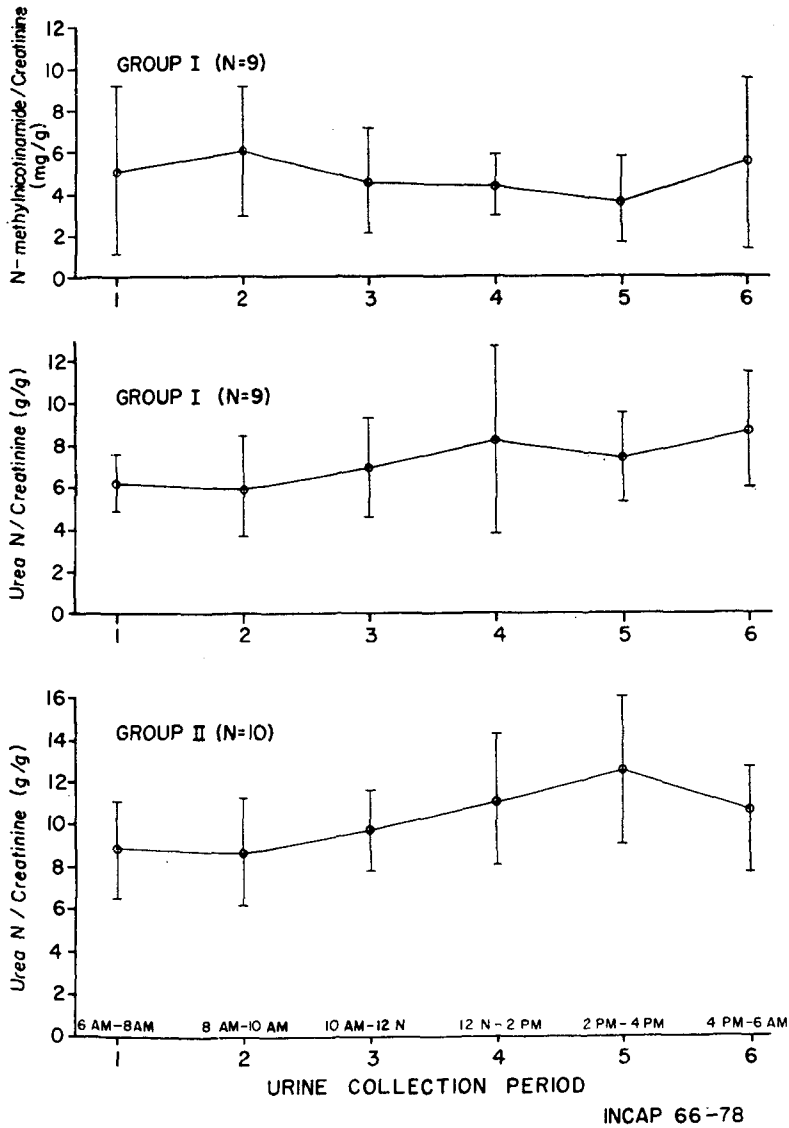 N-methylnicotinamide/Creatinine
(mg/g)
12
10
8
6
4
2
0
GROUP I (N=9)
1 2 3 4 5 6
Urea N/Creatinine (g/g)
12
10
8
6
4
2
0
GROUP I (N=9)
1 2 3 4 5 6
Urea N/Creatinine (g/g)
16
14
12
10
8
6
4
2
0
GROUP II (N=10)
6 AM-8AM 8 AM-10 AM 10 AM-12 N 12 N-2 PM 2 PM-4 PM 4 PM-6 AM
1 2 3 4 5 6
URINE COLLECTION PERIOD
INCAP 66-78